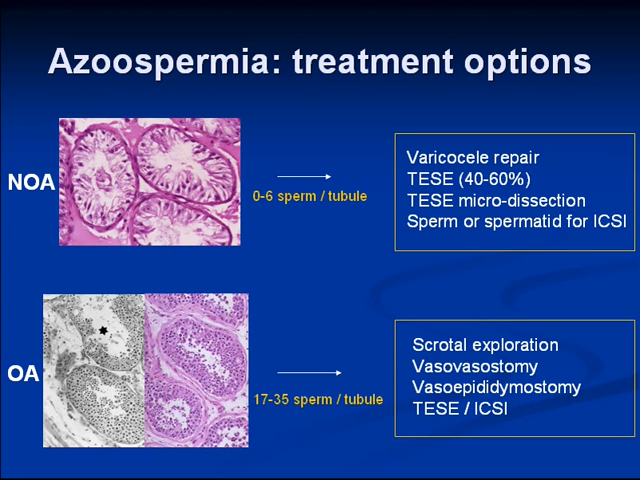 Azoospermia: treatment options
NOA
0-6 sperm / tubule
Varicocele repair
TESE (40-60%)
TESE micro-dissection
Sperm or spermatid for ICSI
OA
17-35 sperm / tubule
Scrotal exploration
Vasovasostomy
Vasoepididymostomy
TESE / ICSI